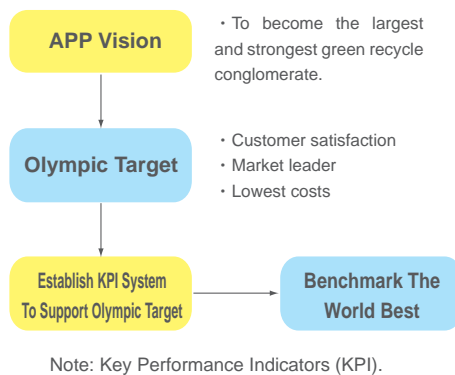 APP Vision
・To become the largest
and strongest green recycle
conglomerate.
Olympic Target
・Customer satisfaction
・Market leader
・Lowest costs
Establish KPI System
To Support Olympic Target
Benchmark The
World Best
Note: Key Performance Indicators (KPI).